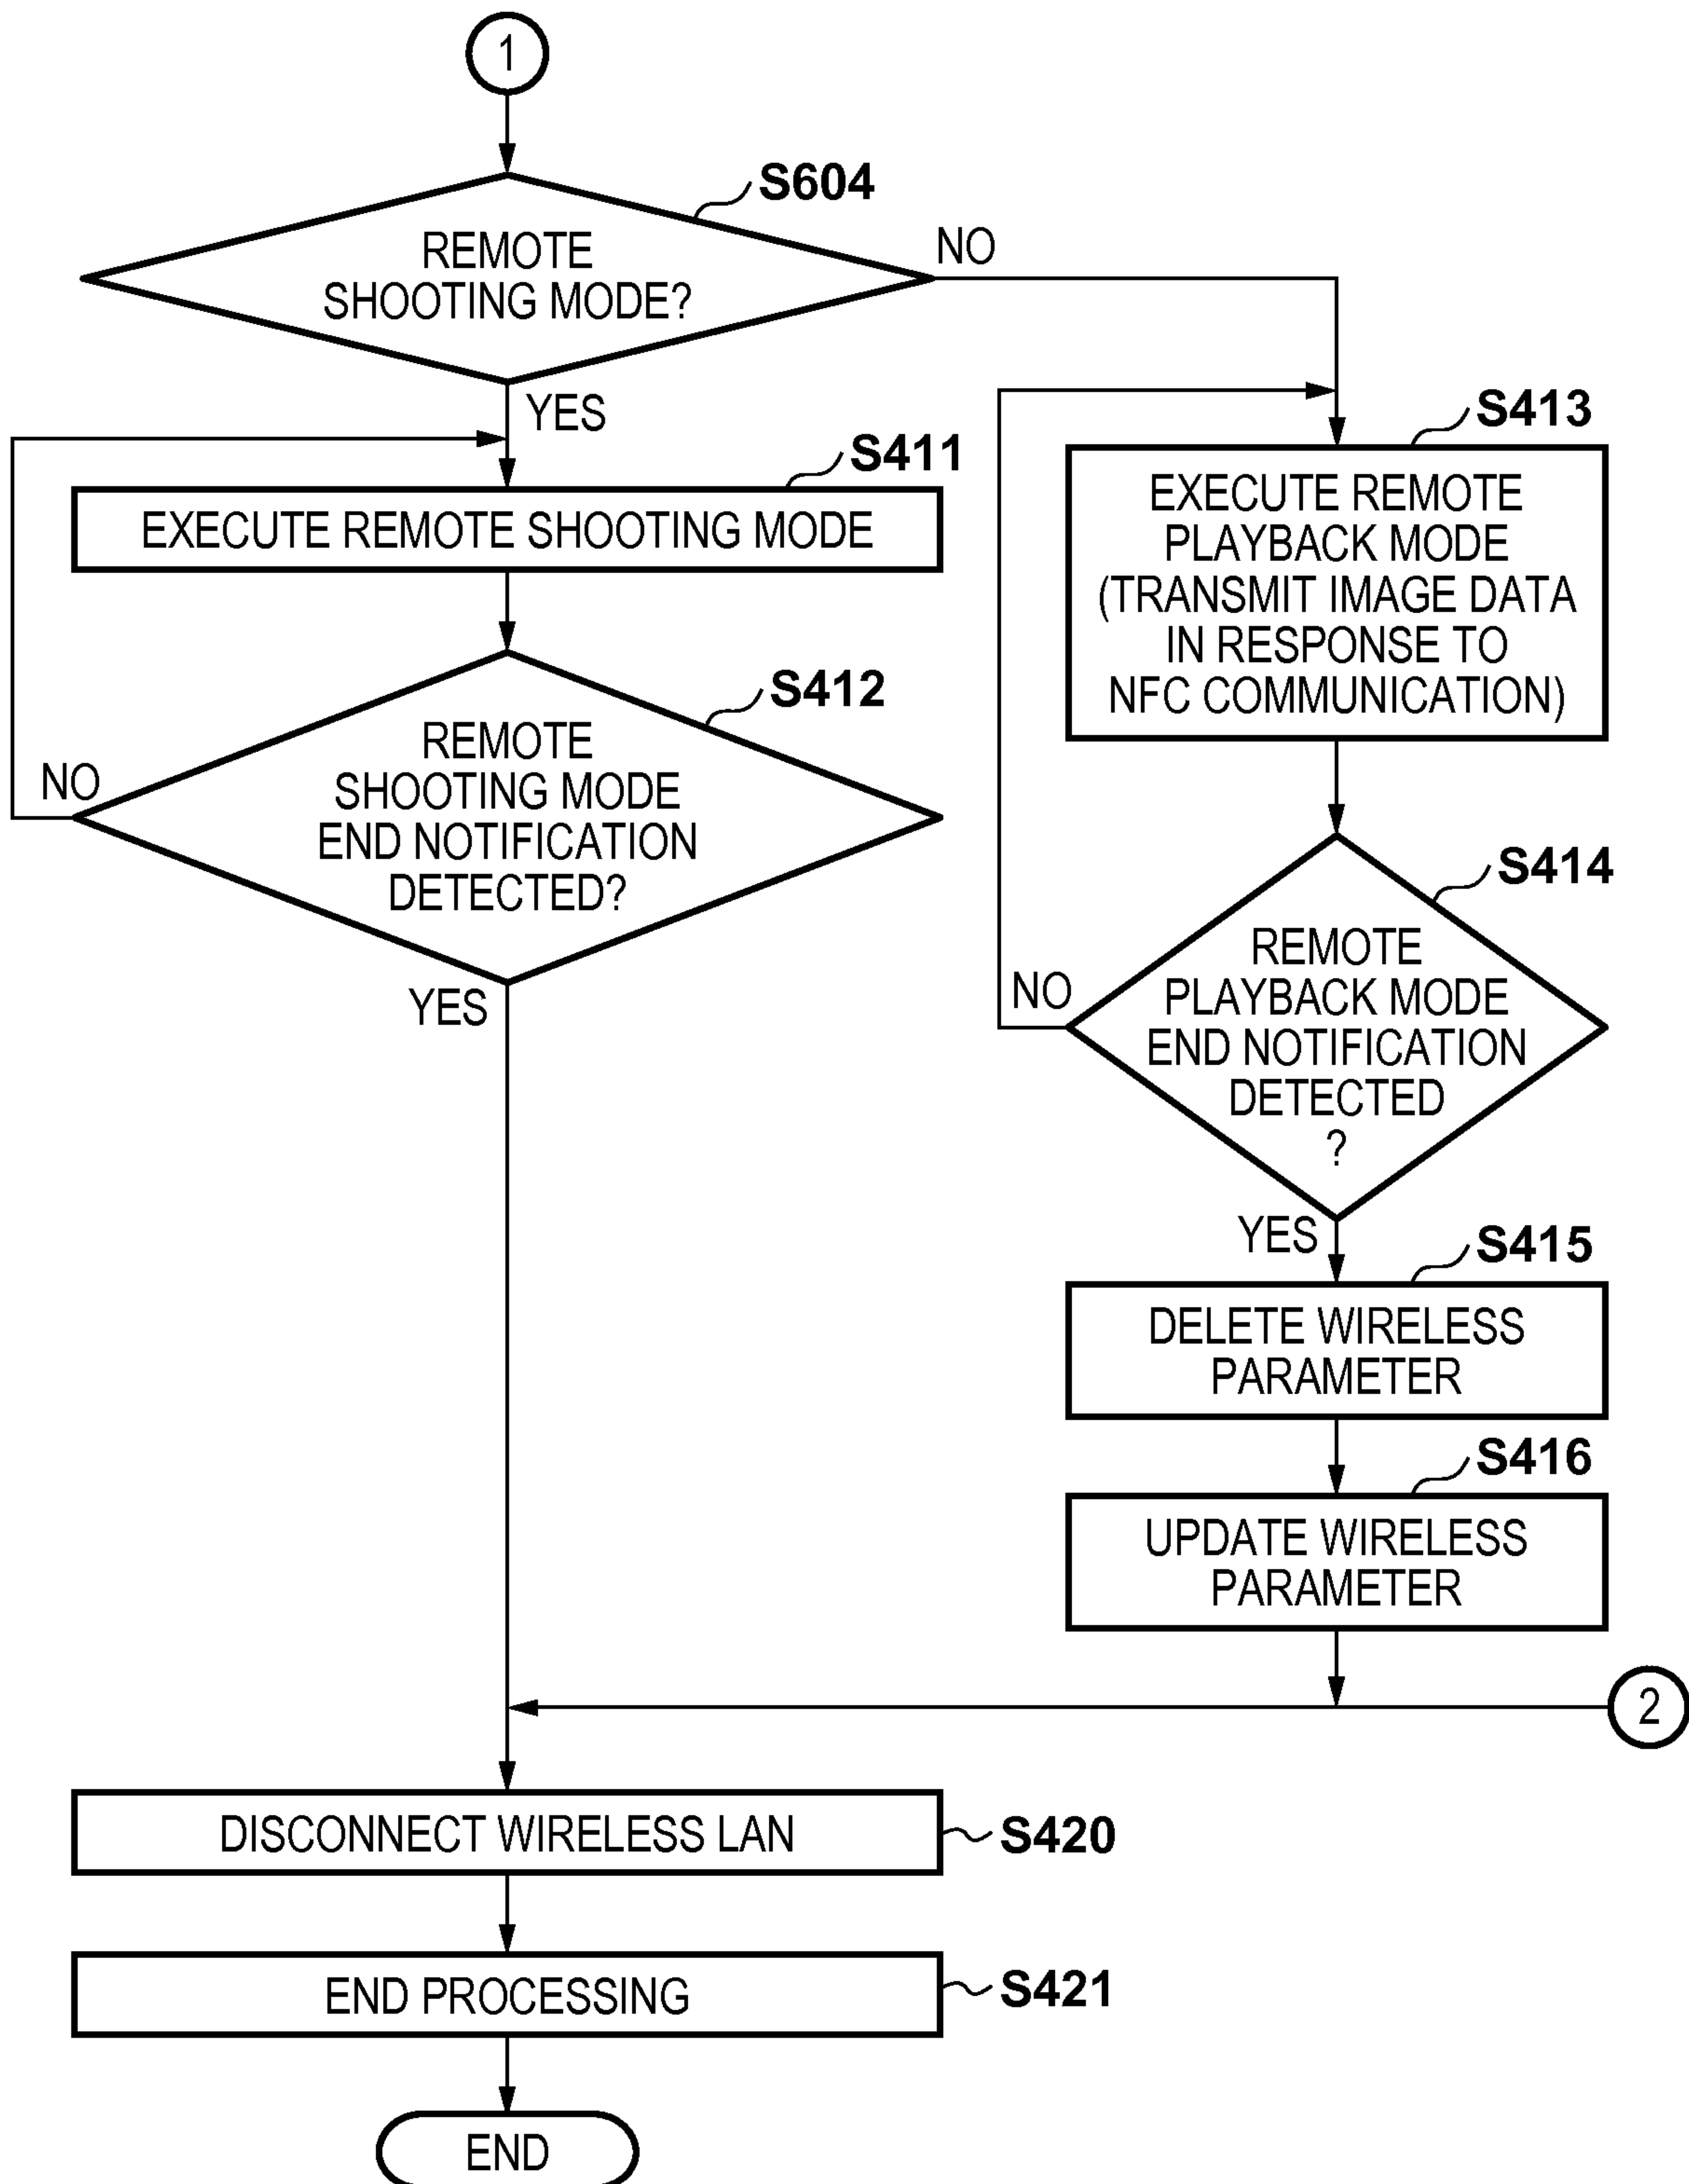 1
S604
REMOTE
SHOOTING MODE?
NO
YES
S411
EXECUTE REMOTE SHOOTING MODE
S412
REMOTE
SHOOTING MODE
END NOTIFICATION
DETECTED?
NO
YES
S413
EXECUTE REMOTE
PLAYBACK MODE
(TRANSMIT IMAGE DATA
IN RESPONSE TO
NFC COMMUNICATION)
S414
REMOTE
PLAYBACK MODE
END NOTIFICATION
DETECTED
?
NO
YES
S415
DELETE WIRELESS
PARAMETER
S416
UPDATE WIRELESS
PARAMETER
2
DISCONNECT WIRELESS LAN
S420
END PROCESSING
S421
END